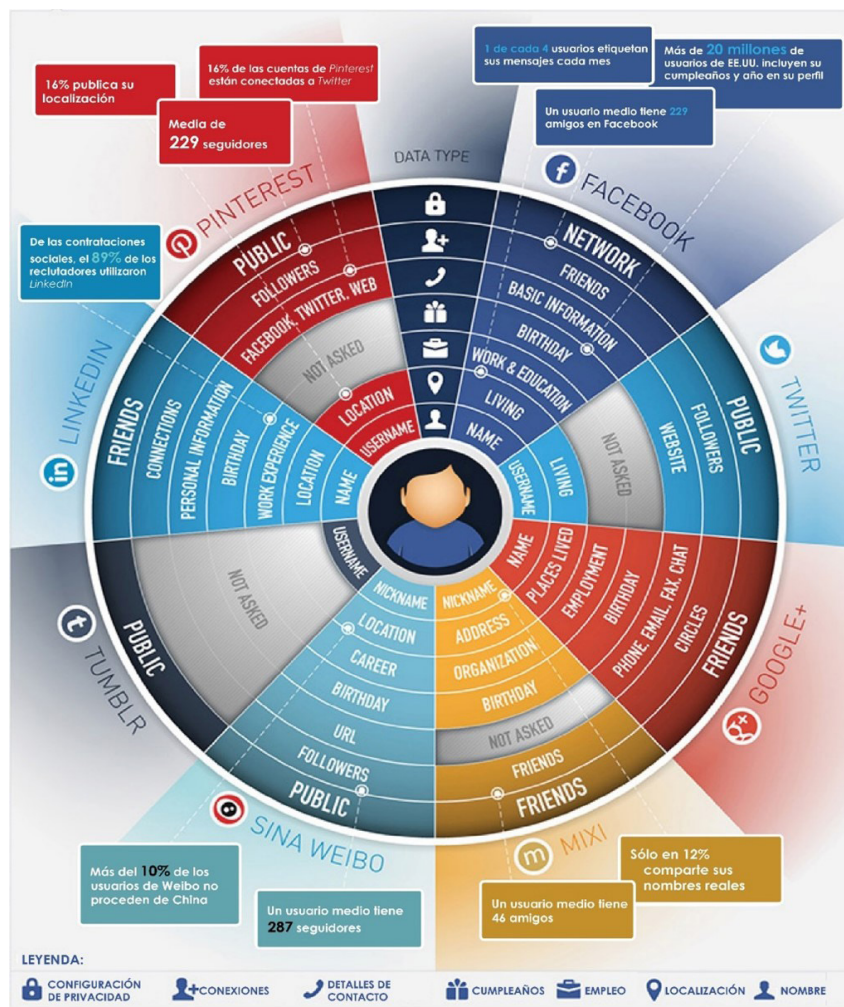 16% publica su
localización
16% de las cuentas de Pinterest
están conectadas a Twitter
Media de
229 seguidores
1 de cada 4 usuarios etiquetan
sus mensajes cada mes
Más de 20 millones de
usuarios de EE.UU. incluyen su
cumpleaños y año en su perfil
Un usuario medio tiene 229
amigos en Facebook
De las contrataciones
sociales, el 89% de los
reclutadores utilizaron
LinkedIn
DATA TYPE
FACEBOOK
NETWORK
FRIENDS
BASIC INFORMATION
BIRTHDAY
WORK & EDUCATION
LIVING
NAME
TWITTER
PUBLIC
FOLLOWERS
WEBSITE
NOT ASKED
LIVING
USERNAME
GOOGLE+
FRIENDS
CIRCLES
PHONE, EMAIL, FAX, CHAT
BIRTHDAY
EMPLOYMENT
PLACES LIVED
NAME
MIXI
NICKNAME
ADDRESS
ORGANIZATION
BIRTHDAY
NOT ASKED
FRIENDS
FRIENDS
SINA WEIBO
NICKNAME
LOCATION
CAREER
BIRTHDAY
URL
FOLLOWERS
PUBLIC
TUMBLR
PUBLIC
NOT ASKED
USERNAME
LINKEDIN
FRIENDS
CONNECTIONS
PERSONAL INFORMATION
BIRTHDAY
WORK EXPERIENCE
LOCATION
NAME
PINTEREST
PUBLIC
FOLLOWERS
FACEBOOK, TWITTER, WEB
NOT ASKED
LOCATION
USERNAME
Más del 10% de los
usuarios de Weibo no
proceden de China
Un usuario medio tiene
287 seguidores
Un usuario medio tiene
46 amigos
Sólo en 12%
comparte sus
nombres reales
LEYENDA:
CONFIGURACIÓN
DE PRIVACIDAD
CONEXIONES
DETALLES DE
CONTACTO
CUMPLEAÑOS
EMPLEO
LOCALIZACIÓN
NOMBRE